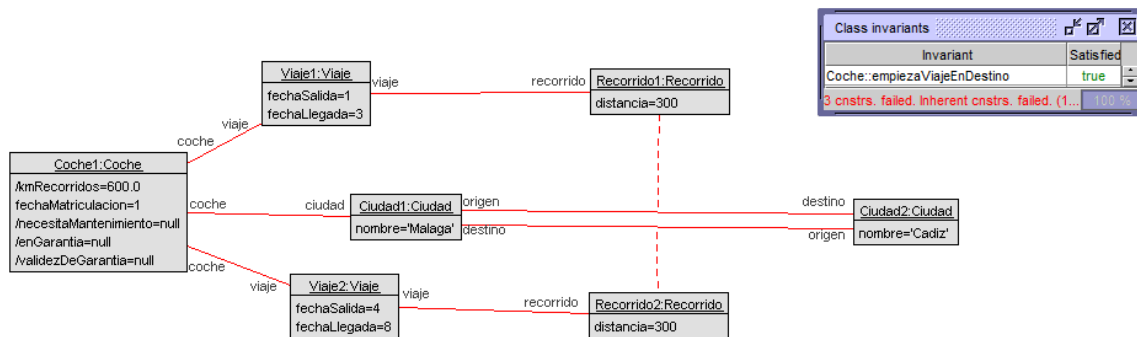 Class invariants
Invariant Satisfied
Coche::empiezaViajeEnDestino true
3 cnstrs. failed. Inherent cnstrs. failed. (1... 100 %
Viaje1:Viaje
fechaSalida=1
fechaLlegada=3
viaje
recorrido
Recorrido1:Recorrido
distancia=300
viaje
coche
Coche1:Coche
/kmRecorridos=600.0
fechaMatriculacion=1
/necesitaMantenimiento=null
/enGarantia=null
/validezDeGarantia=null
coche
ciudad
Ciudad1:Ciudad
nombre='Malaga'
origen
destino
destino
origen
Ciudad2:Ciudad
nombre='Cadiz'
coche
viaje
Viaje2:Viaje
fechaSalida=4
fechaLlegada=8
viaje
recorrido
Recorrido2:Recorrido
distancia=300